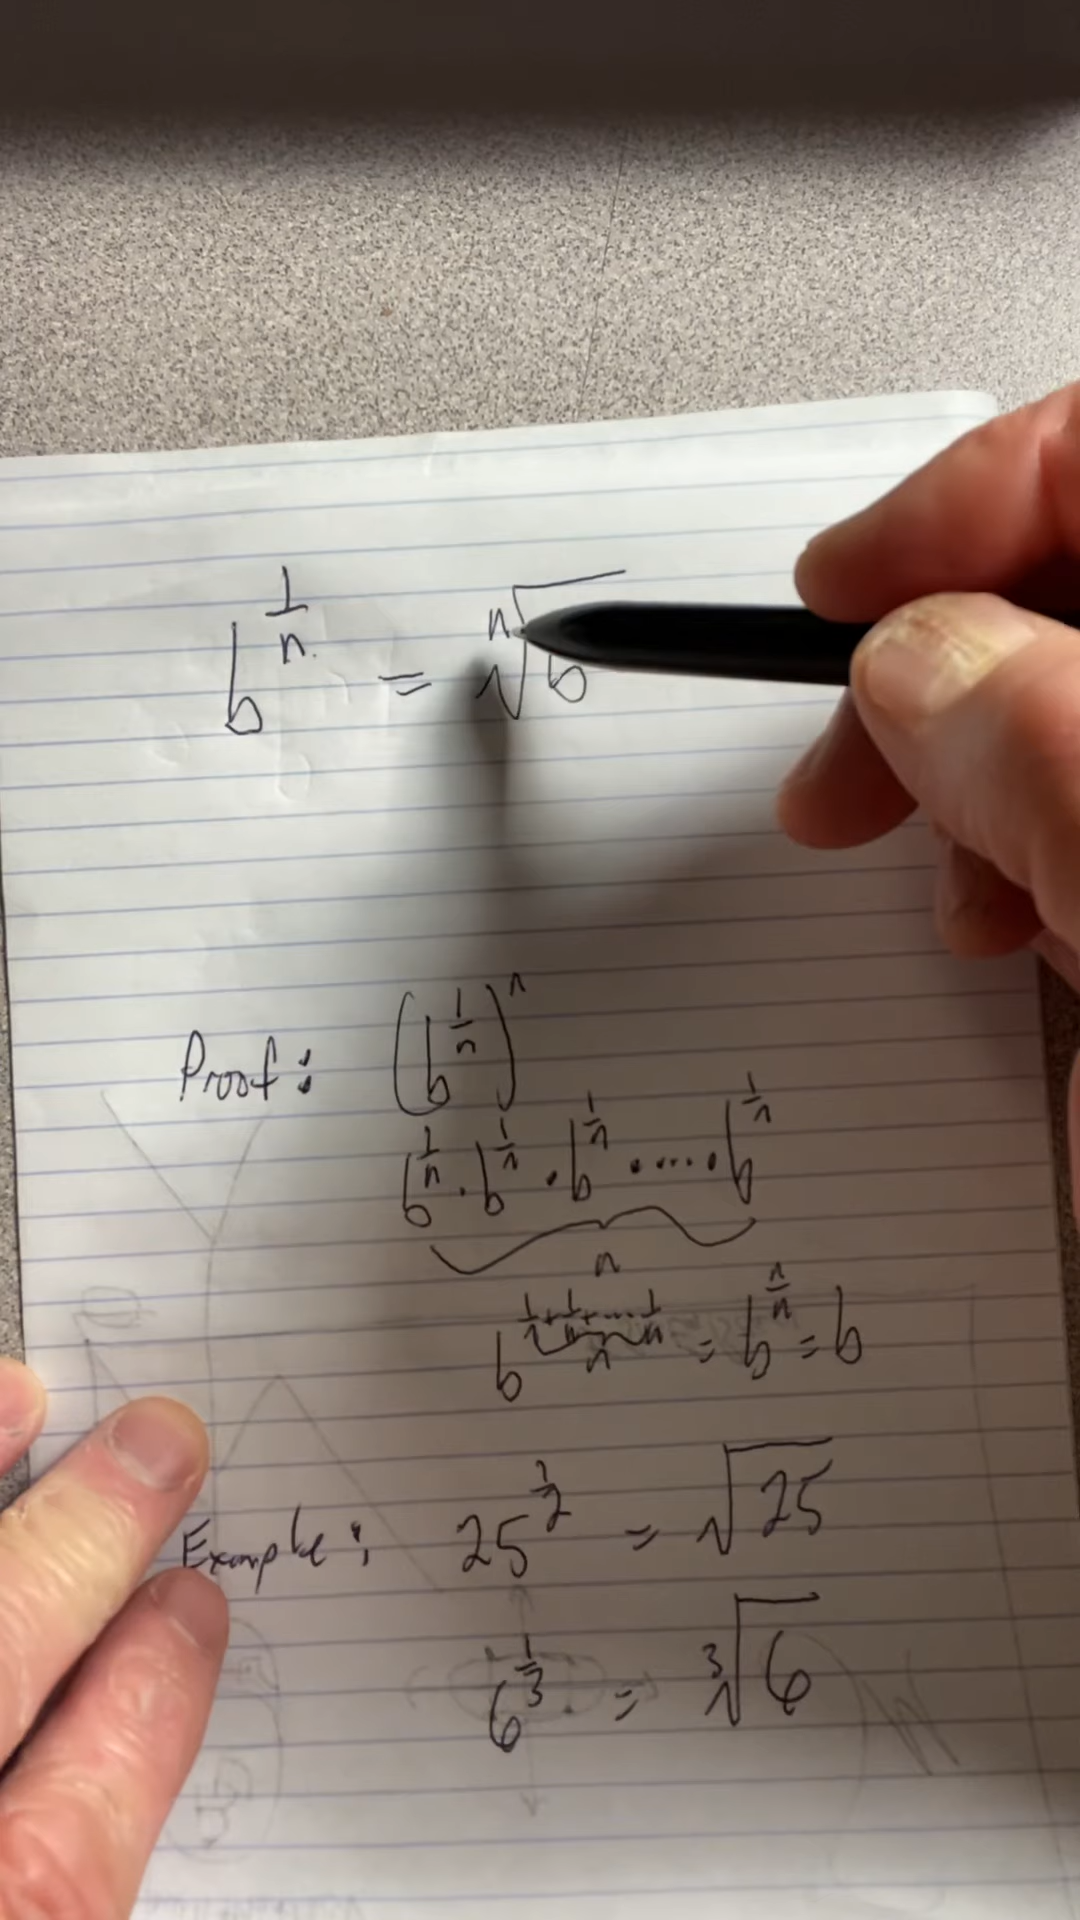 b^(1/n) = ⁿ√b
Proof: (b^(1/n))^n
b^(1/n) · b^(1/n) · b^(1/n) · .... · b^(1/n)
n
b^(1/n + 1/n + ... 1/n) = b^(n/n) = b
n
Example: 25^(1/2) = √25
6^(1/3) = ³√6